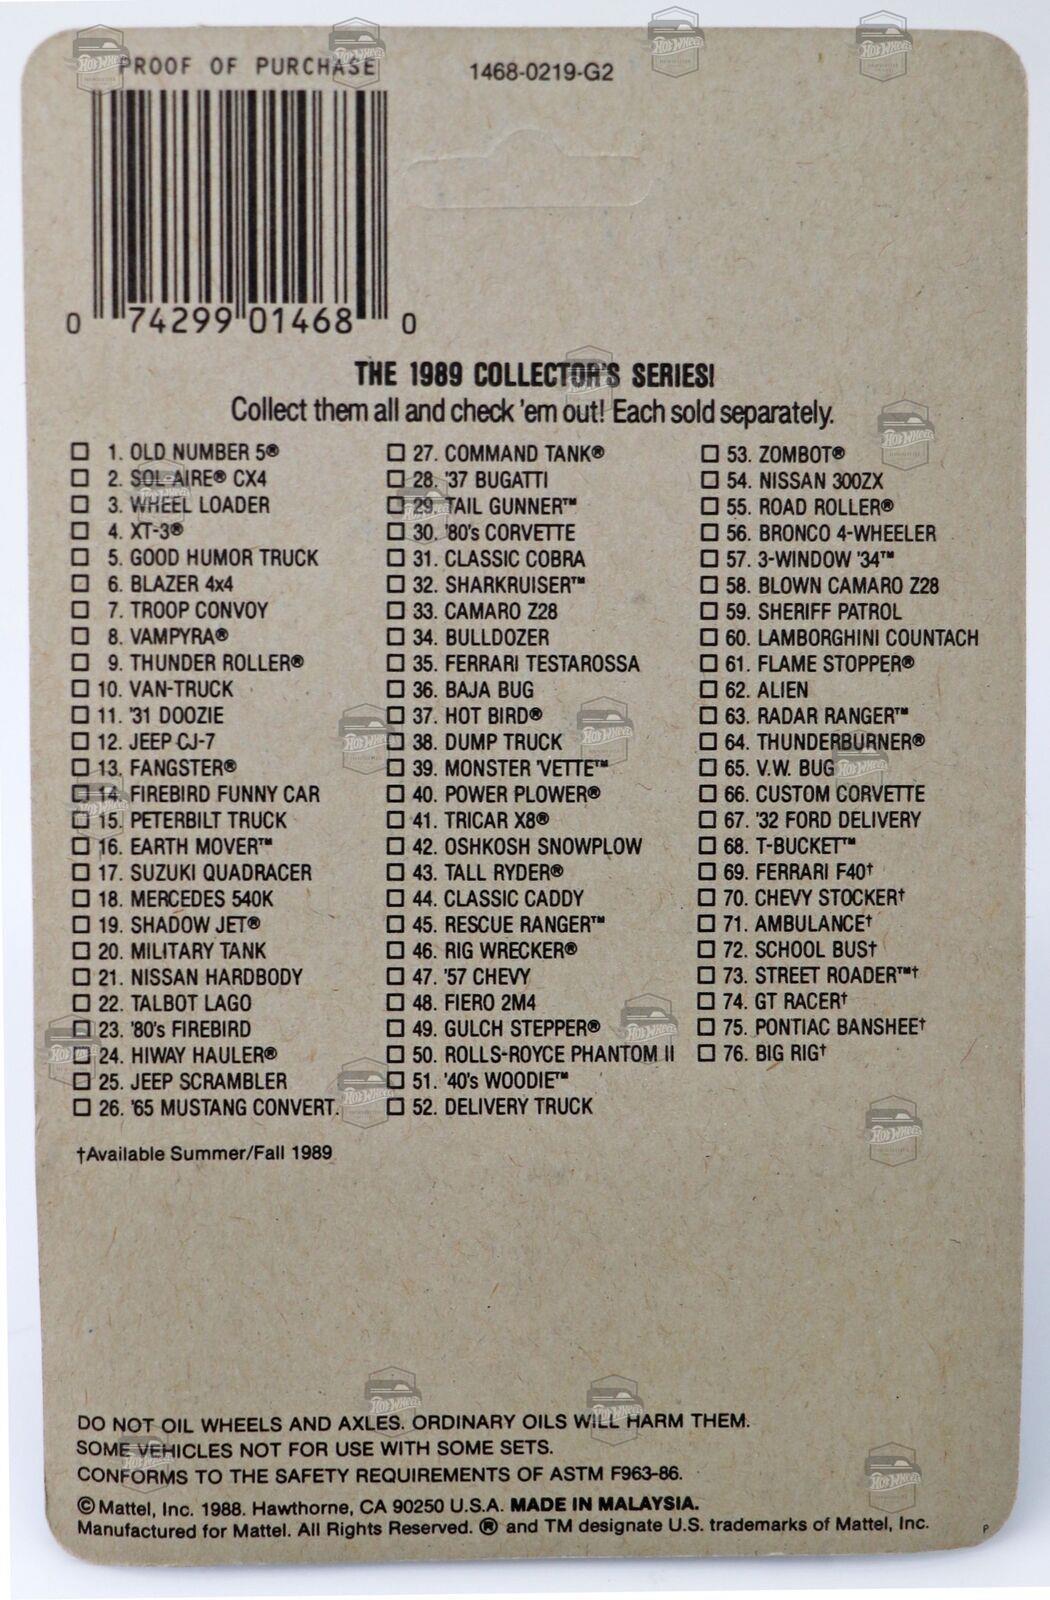 PROOF OF PURCHASE
1468-0219-G2
0 74299 01468 0
THE 1989 COLLECTOR'S SERIES!
Collect them all and check 'em out! Each sold separately.
☐ 1. OLD NUMBER 5®
☐ 2. SOL-AIRE® CX4
☐ 3. WHEEL LOADER
☐ 4. XT-3®
☐ 5. GOOD HUMOR TRUCK
☐ 6. BLAZER 4x4
☐ 7. TROOP CONVOY
☐ 8. VAMPYRA®
☐ 9. THUNDER ROLLER®
☐ 10. VAN-TRUCK
☐ 11. '31 DOOZIE
☐ 12. JEEP CJ-7
☐ 13. FANGSTER®
☐ 14. FIREBIRD FUNNY CAR
☐ 15. PETERBILT TRUCK
☐ 16. EARTH MOVER™
☐ 17. SUZUKI QUADRACER
☐ 18. MERCEDES 540K
☐ 19. SHADOW JET®
☐ 20. MILITARY TANK
☐ 21. NISSAN HARDBODY
☐ 22. TALBOT LAGO
☐ 23. '80's FIREBIRD
☐ 24. HIWAY HAULER®
☐ 25. JEEP SCRAMBLER
☐ 26. '65 MUSTANG CONVERT.
☐ 27. COMMAND TANK®
☐ 28. '37 BUGATTI
☐ 29. TAIL GUNNER™
☐ 30. '80's CORVETTE
☐ 31. CLASSIC COBRA
☐ 32. SHARKRUISER™
☐ 33. CAMARO Z28
☐ 34. BULLDOZER
☐ 35. FERRARI TESTAROSSA
☐ 36. BAJA BUG
☐ 37. HOT BIRD®
☐ 38. DUMP TRUCK
☐ 39. MONSTER 'VETTE™
☐ 40. POWER PLOWER®
☐ 41. TRICAR X8®
☐ 42. OSHKOSH SNOWPLOW
☐ 43. TALL RYDER®
☐ 44. CLASSIC CADDY
☐ 45. RESCUE RANGER™
☐ 46. RIG WRECKER®
☐ 47. '57 CHEVY
☐ 48. FIERO 2M4
☐ 49. GULCH STEPPER®
☐ 50. ROLLS-ROYCE PHANTOM II
☐ 51. '40's WOODIE™
☐ 52. DELIVERY TRUCK
☐ 53. ZOMBOT®
☐ 54. NISSAN 300ZX
☐ 55. ROAD ROLLER®
☐ 56. BRONCO 4-WHEELER
☐ 57. 3-WINDOW '34™
☐ 58. BLOWN CAMARO Z28
☐ 59. SHERIFF PATROL
☐ 60. LAMBORGHINI COUNTACH
☐ 61. FLAME STOPPER®
☐ 62. ALIEN
☐ 63. RADAR RANGER™
☐ 64. THUNDERBURNER®
☐ 65. V.W. BUG
☐ 66. CUSTOM CORVETTE
☐ 67. '32 FORD DELIVERY
☐ 68. T-BUCKET™
☐ 69. FERRARI F40†
☐ 70. CHEVY STOCKER†
☐ 71. AMBULANCE†
☐ 72. SCHOOL BUS†
☐ 73. STREET ROADER™†
☐ 74. GT RACER†
☐ 75. PONTIAC BANSHEE†
☐ 76. BIG RIG†
†Available Summer/Fall 1989
DO NOT OIL WHEELS AND AXLES. ORDINARY OILS WILL HARM THEM.
SOME VEHICLES NOT FOR USE WITH SOME SETS.
CONFORMS TO THE SAFETY REQUIREMENTS OF ASTM F963-86.
© Mattel, Inc. 1988. Hawthorne, CA 90250 U.S.A. MADE IN MALAYSIA.
Manufactured for Mattel. All Rights Reserved. ® and TM designate U.S. trademarks of Mattel, Inc.
P